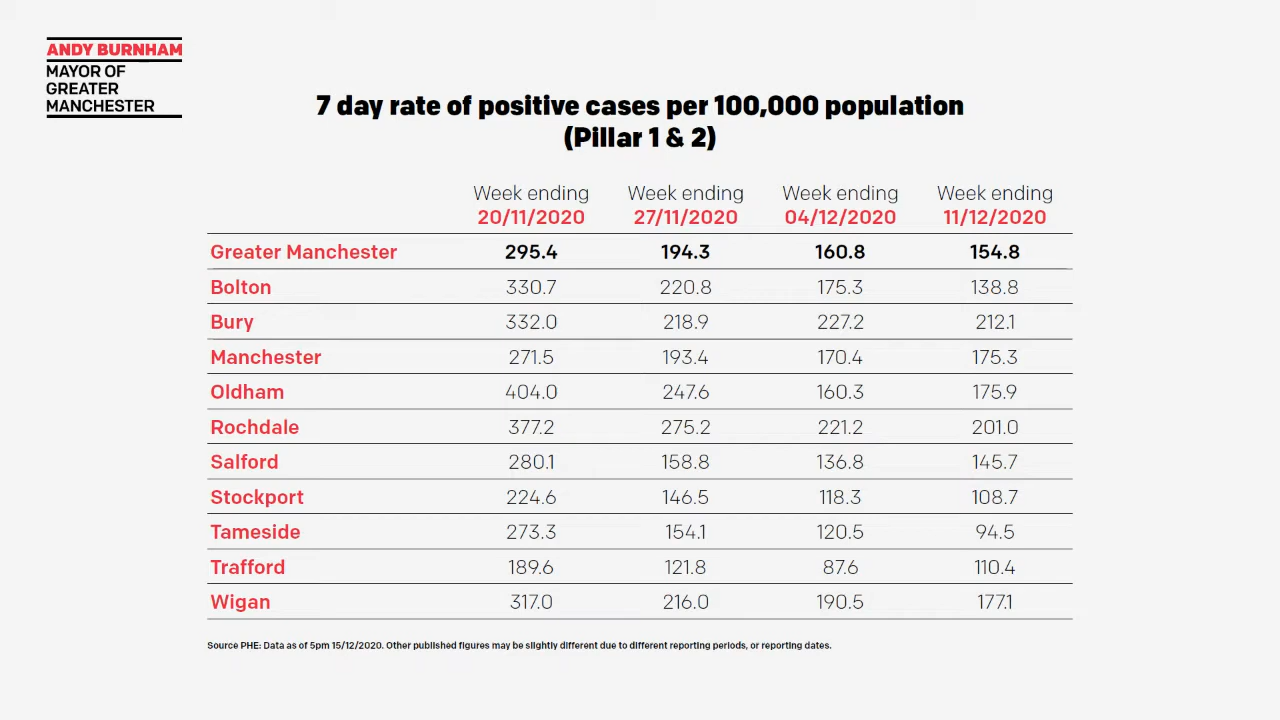 ANDY BURNHAM
MAYOR OF
GREATER
MANCHESTER
7 day rate of positive cases per 100,000 population
(Pillar 1 & 2)
Week ending Week ending Week ending Week ending
20/11/2020 27/11/2020 04/12/2020 11/12/2020
Greater Manchester 295.4 194.3 160.8 154.8
Bolton 330.7 220.8 175.3 138.8
Bury 332.0 218.9 227.2 212.1
Manchester 271.5 193.4 170.4 175.3
Oldham 404.0 247.6 160.3 175.9
Rochdale 377.2 275.2 221.2 201.0
Salford 280.1 158.8 136.8 145.7
Stockport 224.6 146.5 118.3 108.7
Tameside 273.3 154.1 120.5 94.5
Trafford 189.6 121.8 87.6 110.4
Wigan 317.0 216.0 190.5 177.1
Source PHE: Data as of 5pm 15/12/2020. Other published figures may be slightly different due to different reporting periods, or reporting dates.